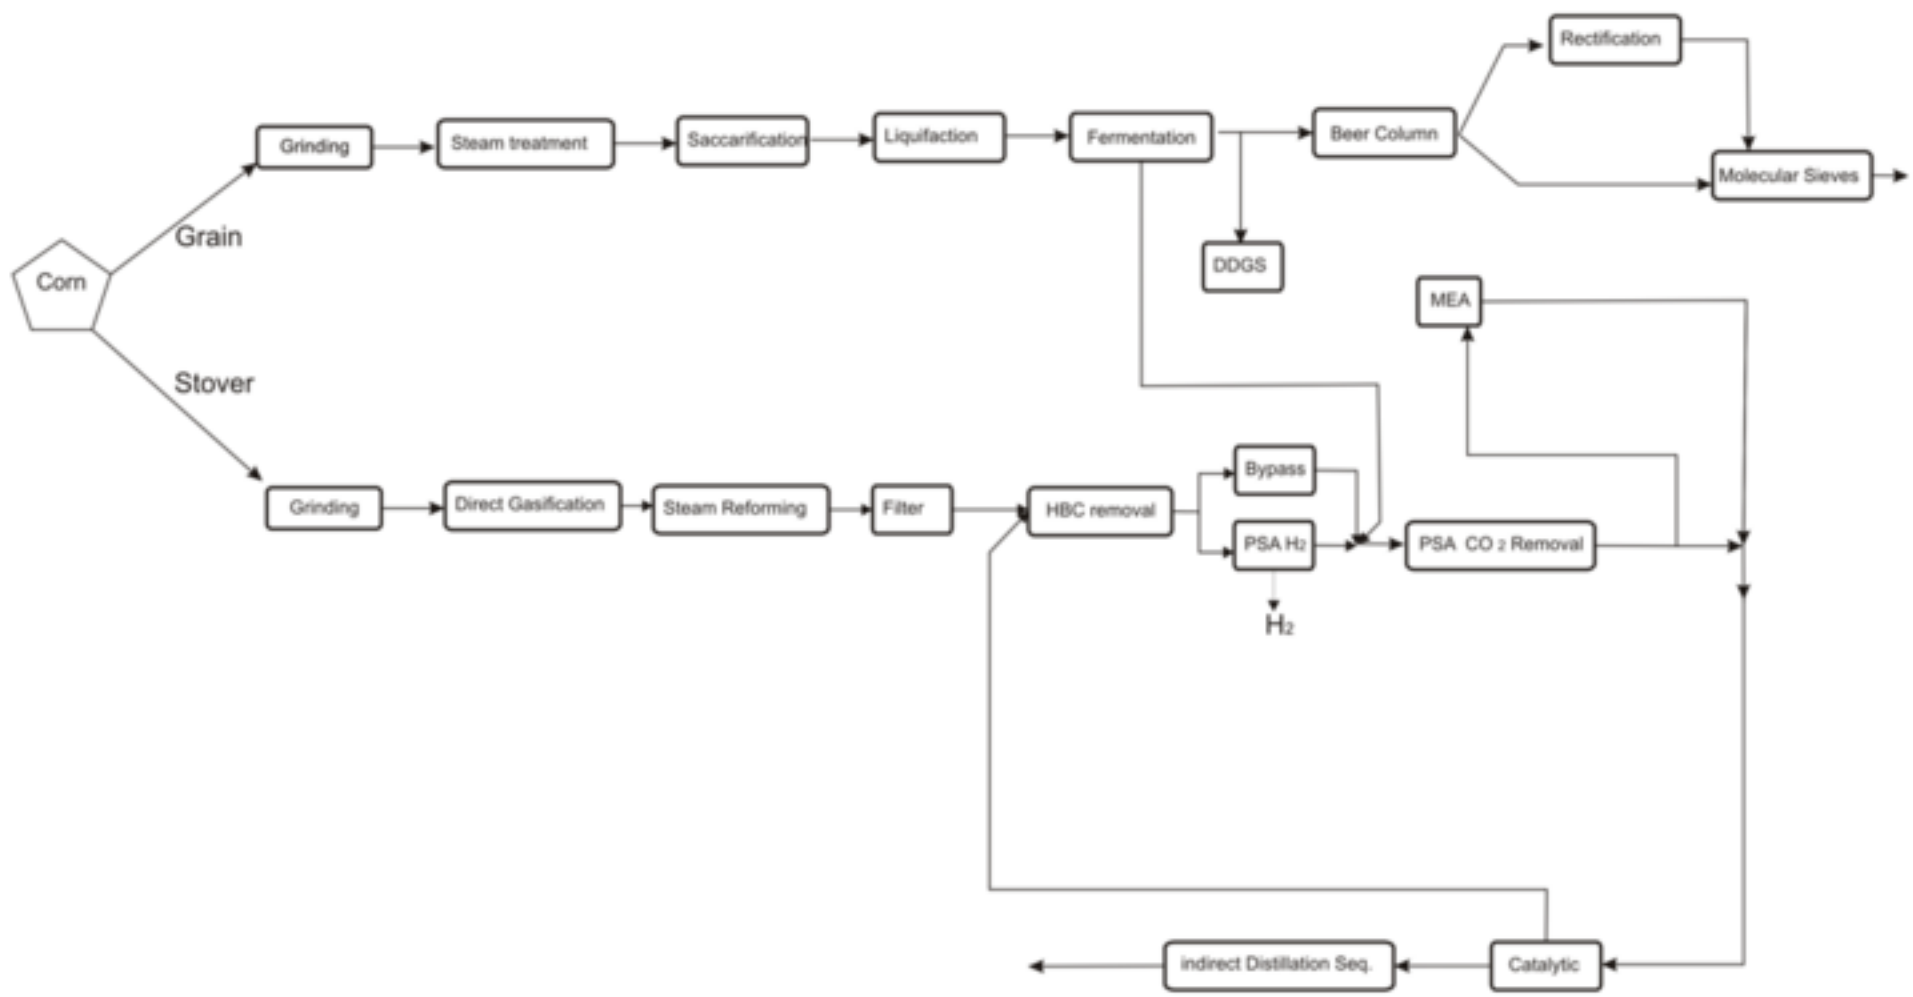 Rectification
Grinding
Steam treatment
Saccarification
Liquifaction
Fermentation
Beer Column
Molecular Sieves
Grain
DDGS
Corn
MEA
Stover
Bypass
Grinding
Direct Gasification
Steam Reforming
Filter
HBC removal
PSA H2
PSA CO 2 Removal
H2
indirect Distillation Seq.
Catalytic